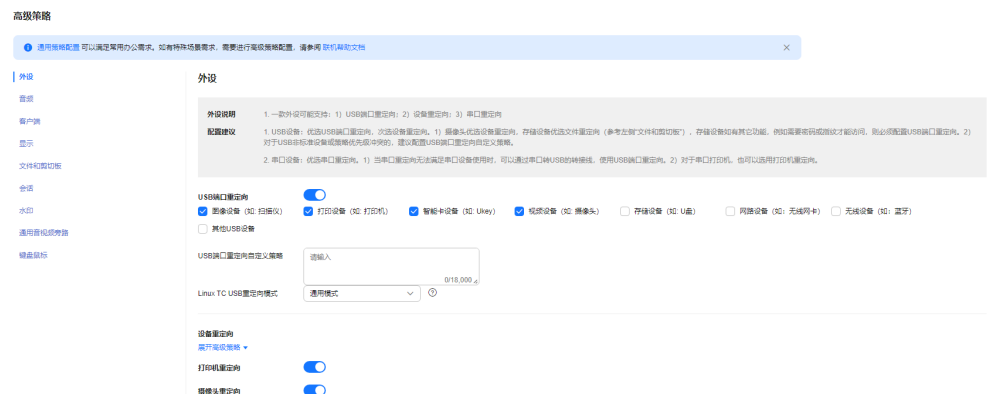 高级策略
通用策略配置 可以满足常用办公需求。如有特殊场景需求，需要进行高级策略配置，请参阅 联机帮助文档
外设
音频
客户端
显示
文件和剪切板
会话
水印
通用音视频旁路
键盘鼠标
外设
外设说明 1. 一款外设可能支持：1）USB端口重定向；2）设备重定向；3）串口重定向
配置建议 1. USB设备：优选USB端口重定向，次选设备重定向。1）摄像头优选设备重定向，存储设备优选文件重定向（参考左侧“文件和剪切板”），存储设备如有其它功能，例如需要密码或指纹才能访问，则必须配置USB端口重定向。2）
对于USB非标准设备或策略优先级冲突的，建议配置USB端口重定向自定义策略。
2. 串口设备：优选串口重定向。1）当串口重定向无法满足串口设备使用时，可以通过串口转USB的转接线，使用USB端口重定向。2）对于串口打印机，也可以选用打印机重定向。
USB端口重定向
图像设备（如: 扫描仪） 打印设备（如: 打印机） 智能卡设备（如: Ukey） 视频设备（如: 摄像头） 存储设备（如: U盘） 网路设备（如: 无线网卡） 无线设备（如：蓝牙）
其他USB设备
USB端口重定向自定义策略 请输入
0/18,000
Linux TC USB重定向模式 通用模式
设备重定向
展开高级策略
打印机重定向
摄像头重定向